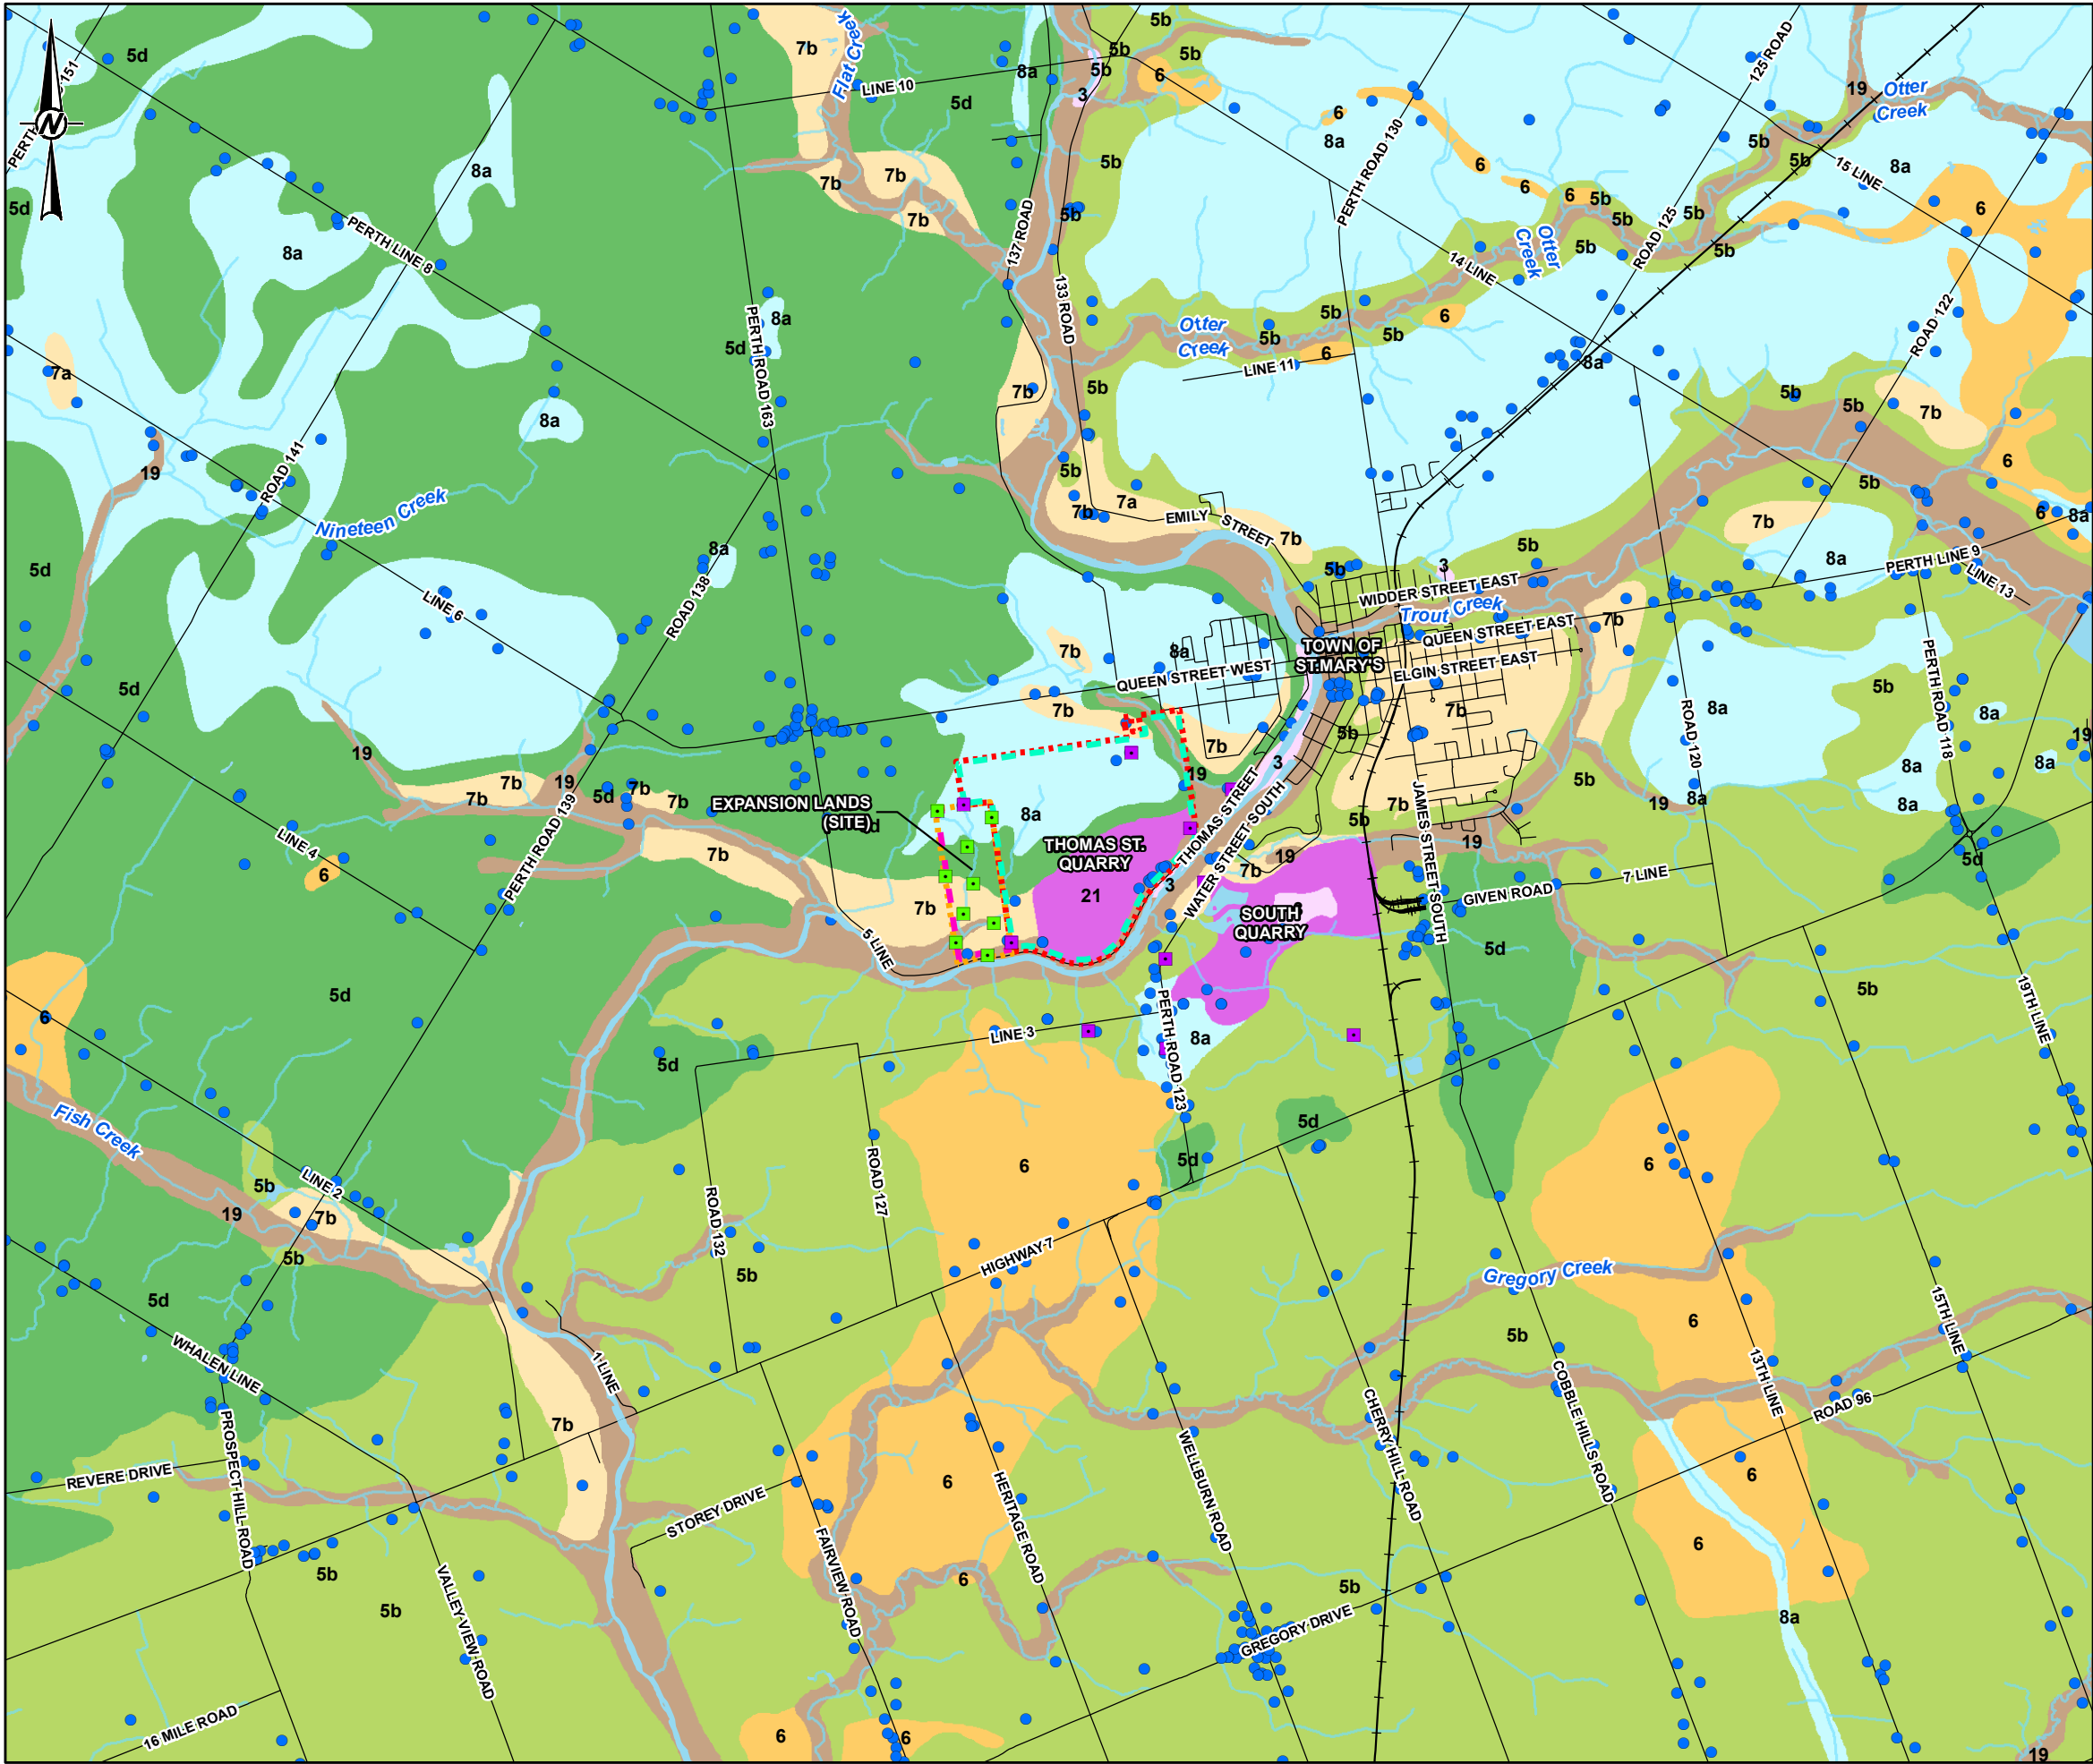 5b
5d
7b
Flat Creek
8a
5b
5b
5b
6
125 ROAD
PERTH
151
N
LINE 10
5d
3
6
8a
19
Otter
Creek
8a
7b
7b
7b
5b
PERTH ROAD 130
6
6
6
5b
5b
5b
5b
5b
15 LINE
8a
6
5d
8a
PERTH LINE 8
137 ROAD
5b
Otter
Creek
5b
ROAD 125
5b
14 LINE
133 ROAD
8a
5d
PERTH ROAD 163
Otter
Creek
5b
5b
5b
6
6
LINE 11
8a
ROAD 122
7a
8a
7b
5b
5b
5b
7b
19
ROAD 141
Nineteen Creek
5b
7a
7b
EMILY STREET
7b
7b
5b
6
6
8a
5d
8a
5b
3
5b
8a
PERTH LINE 9
LINE 13
LINE 6
ROAD 138
WIDDER STREET EAST
Trout Creek
QUEEN STREET EAST
7b
7b
8a
TOWN OF
ST.MARY'S
ELGIN STREET EAST
QUEEN STREET WEST
5d
7b
7b
5b
7b
ROAD 120
8a
5b
PERTH ROAD 118
8a
19
19
7b
7b
19
5d
7b
7b
19
3
5b
8a
8a
8a
8a
EXPANSION LANDS
(SITE)
8a
THOMAS ST.
QUARRY
21
THOMAS STREET
WATER STREET SOUTH
3
7b
5b
19
19
7b
JAMES STREET SOUTH
GIVEN ROAD
7 LINE
5d
LINE 4
6
PERTH ROAD 139
7b
7b
5 LINE
SOUTH
QUARRY
5d
5b
19TH LINE
5d
6
LINE 3
PERTH ROAD 123
8a
5d
5d
5d
6
6
Fish Creek
5b
LINE 2
19
7b
5b
ROAD 132
ROAD 127
5b
HIGHWAY 7
Gregory Creek
5d
WHALEN LINE
1 LINE
5b
6
15TH LINE
13TH LINE
ROAD 96
COBBLE HILLS ROAD
CHERRY HILL ROAD
WELLBURN ROAD
7b
PROSPECT HILL ROAD
REVERE DRIVE
STOREY DRIVE
6
HERITAGE ROAD
6
6
FAIRVIEW ROAD
6
5b
5b
5b
VALLEY VIEW ROAD
GREGORY DRIVE
8a
16 MILE ROAD
6
6
19